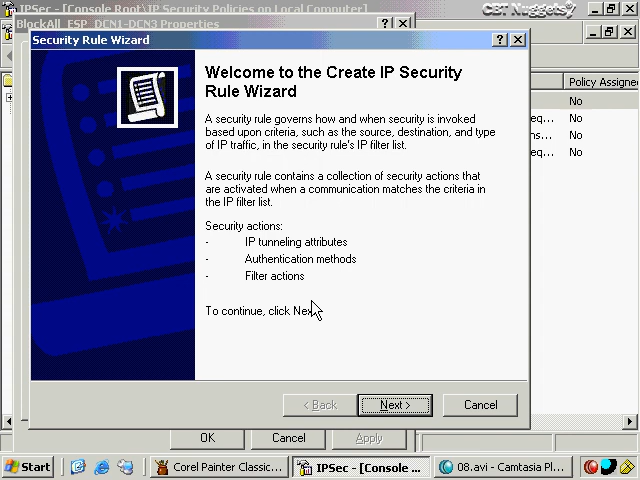 IPSec - [Console Root\IP Security Policies on Local Computer]
CBT Nuggets
BlockAll_ESP_DCN1-DCN3 Properties
Security Rule Wizard
Welcome to the Create IP Security
Rule Wizard
A security rule governs how and when security is invoked
based upon criteria, such as the source, destination, and type
of IP traffic, in the security rule's IP filter list.
A security rule contains a collection of security actions that
are activated when a communication matches the criteria in
the IP filter list.
Security actions:
- IP tunneling attributes
- Authentication methods
- Filter actions
To continue, click Nex
< Back
Next >
Cancel
Policy Assigne
No
eq... No
ns... No
eq... No
OK
Cancel
Apply
Start
Corel Painter Classic...
IPSec - [Console ...
08.avi - Camtasia Pl...